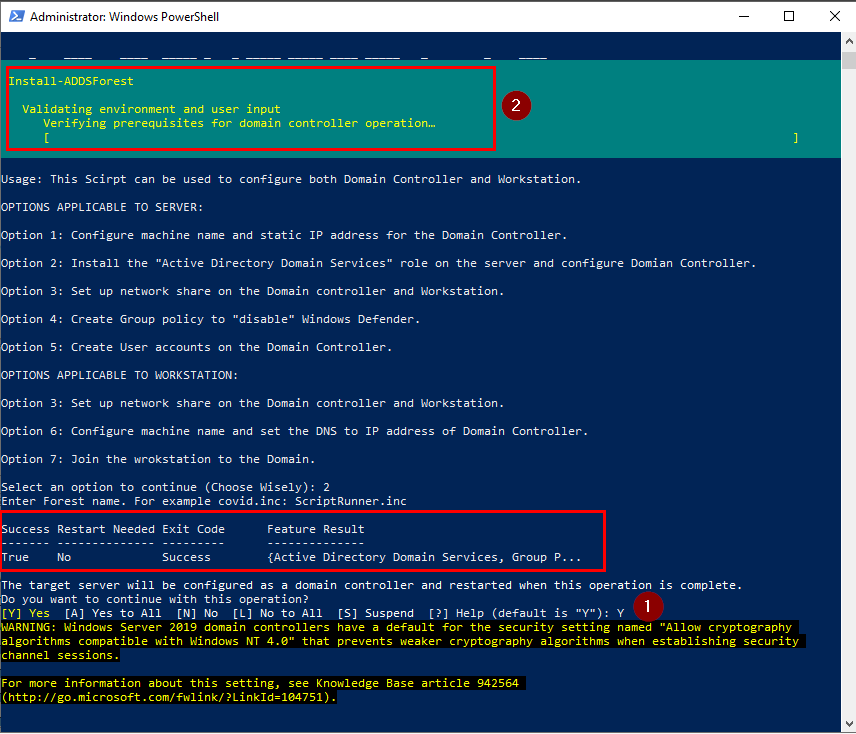 Administrator: Windows PowerShell
Install-ADDSForest
Validating environment and user input
Verifying prerequisites for domain controller operation…
[ ]
2
Usage: This Scirpt can be used to configure both Domain Controller and Workstation.
OPTIONS APPLICABLE TO SERVER:
Option 1: Configure machine name and static IP address for the Domain Controller.
Option 2: Install the "Active Directory Domain Services" role on the server and configure Domian Controller.
Option 3: Set up network share on the Domain controller and Workstation.
Option 4: Create Group policy to "disable" Windows Defender.
Option 5: Create User accounts on the Domain Controller.
OPTIONS APPLICABLE TO WORKSTATION:
Option 3: Set up network share on the Domain controller and Workstation.
Option 6: Configure machine name and set the DNS to IP address of Domain Controller.
Option 7: Join the wrokstation to the Domain.
Select an option to continue (Choose Wisely): 2
Enter Forest name. For example covid.inc: ScriptRunner.inc
Success Restart Needed Exit Code Feature Result
------- -------------- --------- --------------
True No Success {Active Directory Domain Services, Group P...
The target server will be configured as a domain controller and restarted when this operation is complete.
Do you want to continue with this operation?
[Y] Yes [A] Yes to All [N] No [L] No to All [S] Suspend [?] Help (default is "Y"): Y
1
WARNING: Windows Server 2019 domain controllers have a default for the security setting named "Allow cryptography
algorithms compatible with Windows NT 4.0" that prevents weaker cryptography algorithms when establishing security
channel sessions.
For more information about this setting, see Knowledge Base article 942564
(http://go.microsoft.com/fwlink/?LinkId=104751).